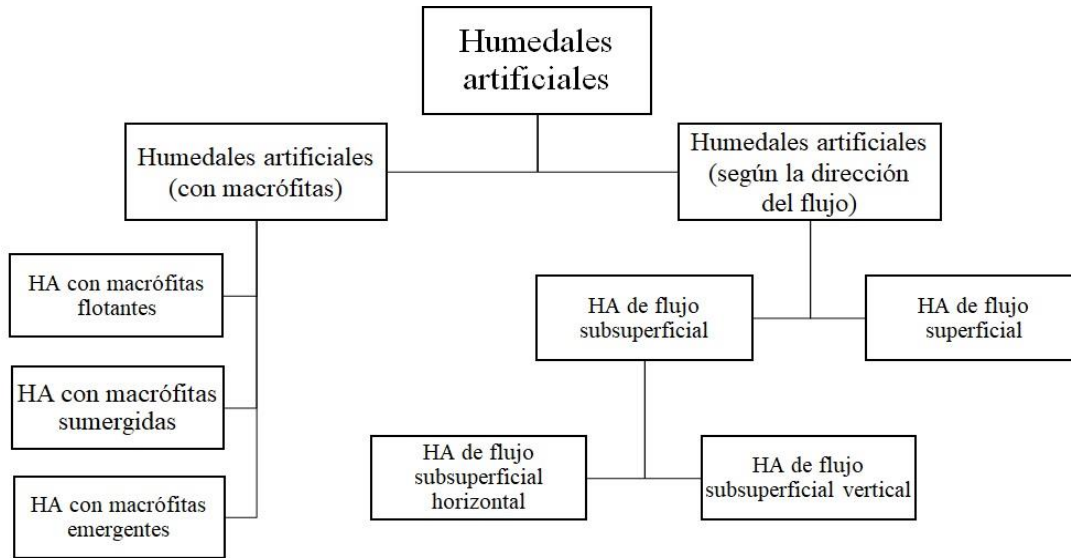 Humedales
artificiales
Humedales artificiales
(con macrófitas)
Humedales artificiales
(según la dirección
del flujo)
HA con macrófitas
flotantes
HA con macrófitas
sumergidas
HA con macrófitas
emergentes
HA de flujo
subsuperficial
HA de flujo
superficial
HA de flujo
subsuperficial
horizontal
HA de flujo
subsuperficial vertical